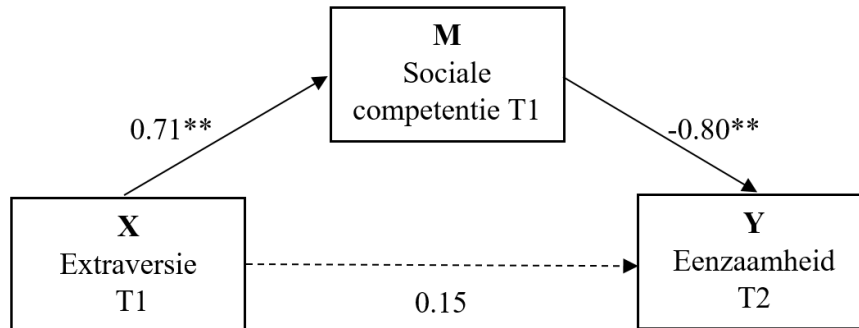 M
Sociale
competentie T1
0.71**
-0.80**
X
Extraversie
T1
Y
Eenzaamheid
T2
0.15